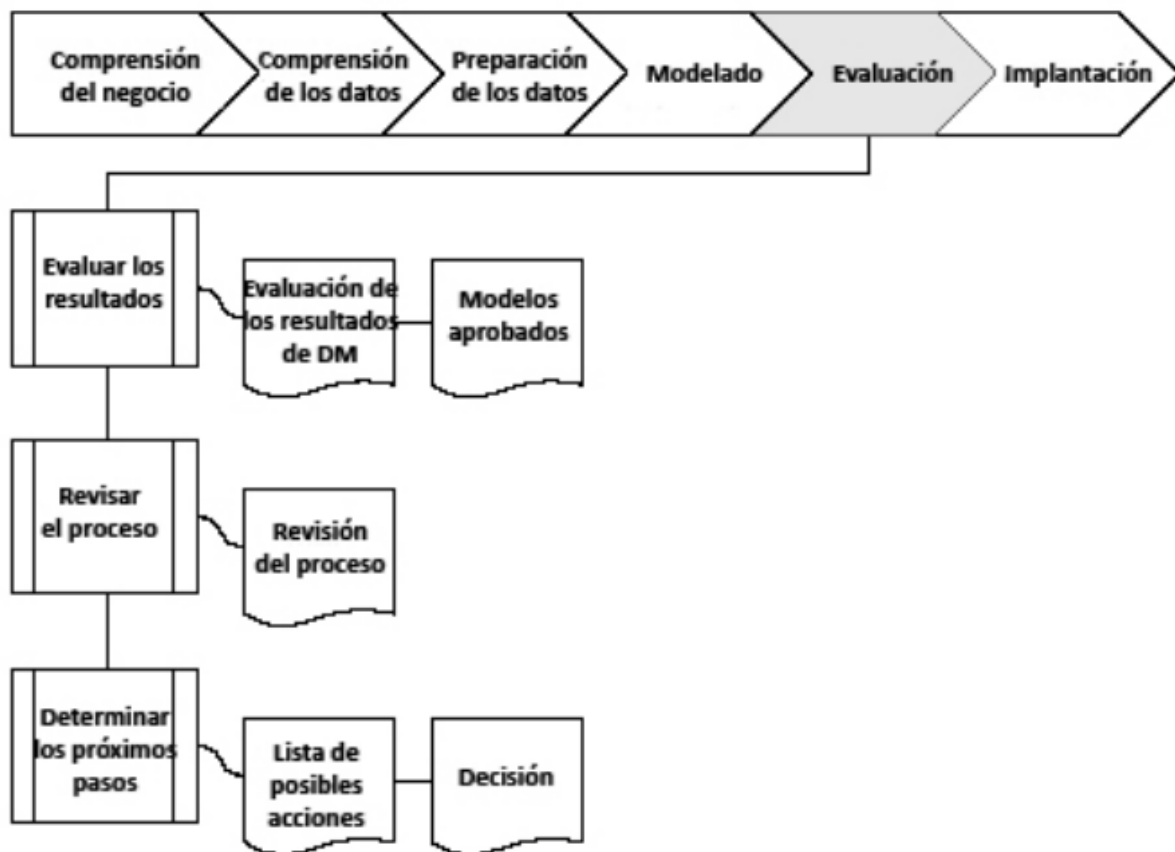 Comprensión
del negocio
Comprensión
de los datos
Preparación
de los datos
Modelado
Evaluación
Implantación
Evaluar los
resultados
Evaluación de
los resultados
de DM
Modelos
aprobados
Revisar
el proceso
Revisión
del proceso
Determinar
los próximos
pasos
Lista de
posibles
acciones
Decisión